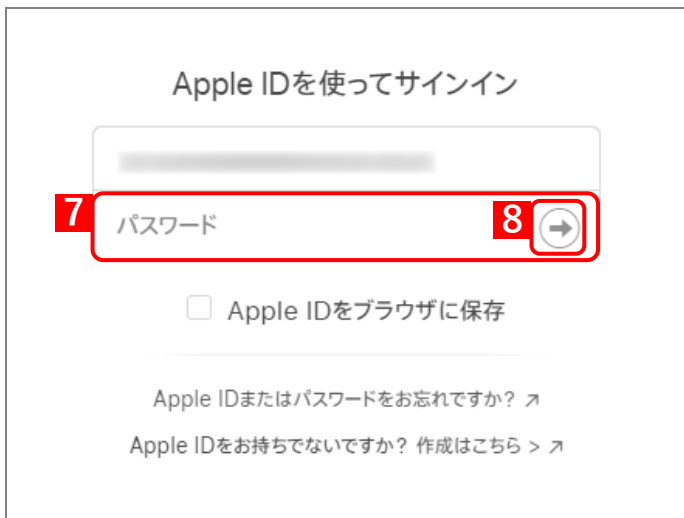 Apple IDを使ってサインイン
7 パスワード 8
Apple IDをブラウザに保存
Apple IDまたはパスワードをお忘れですか? ↗
Apple IDをお持ちでないですか? 作成はこちら > ↗